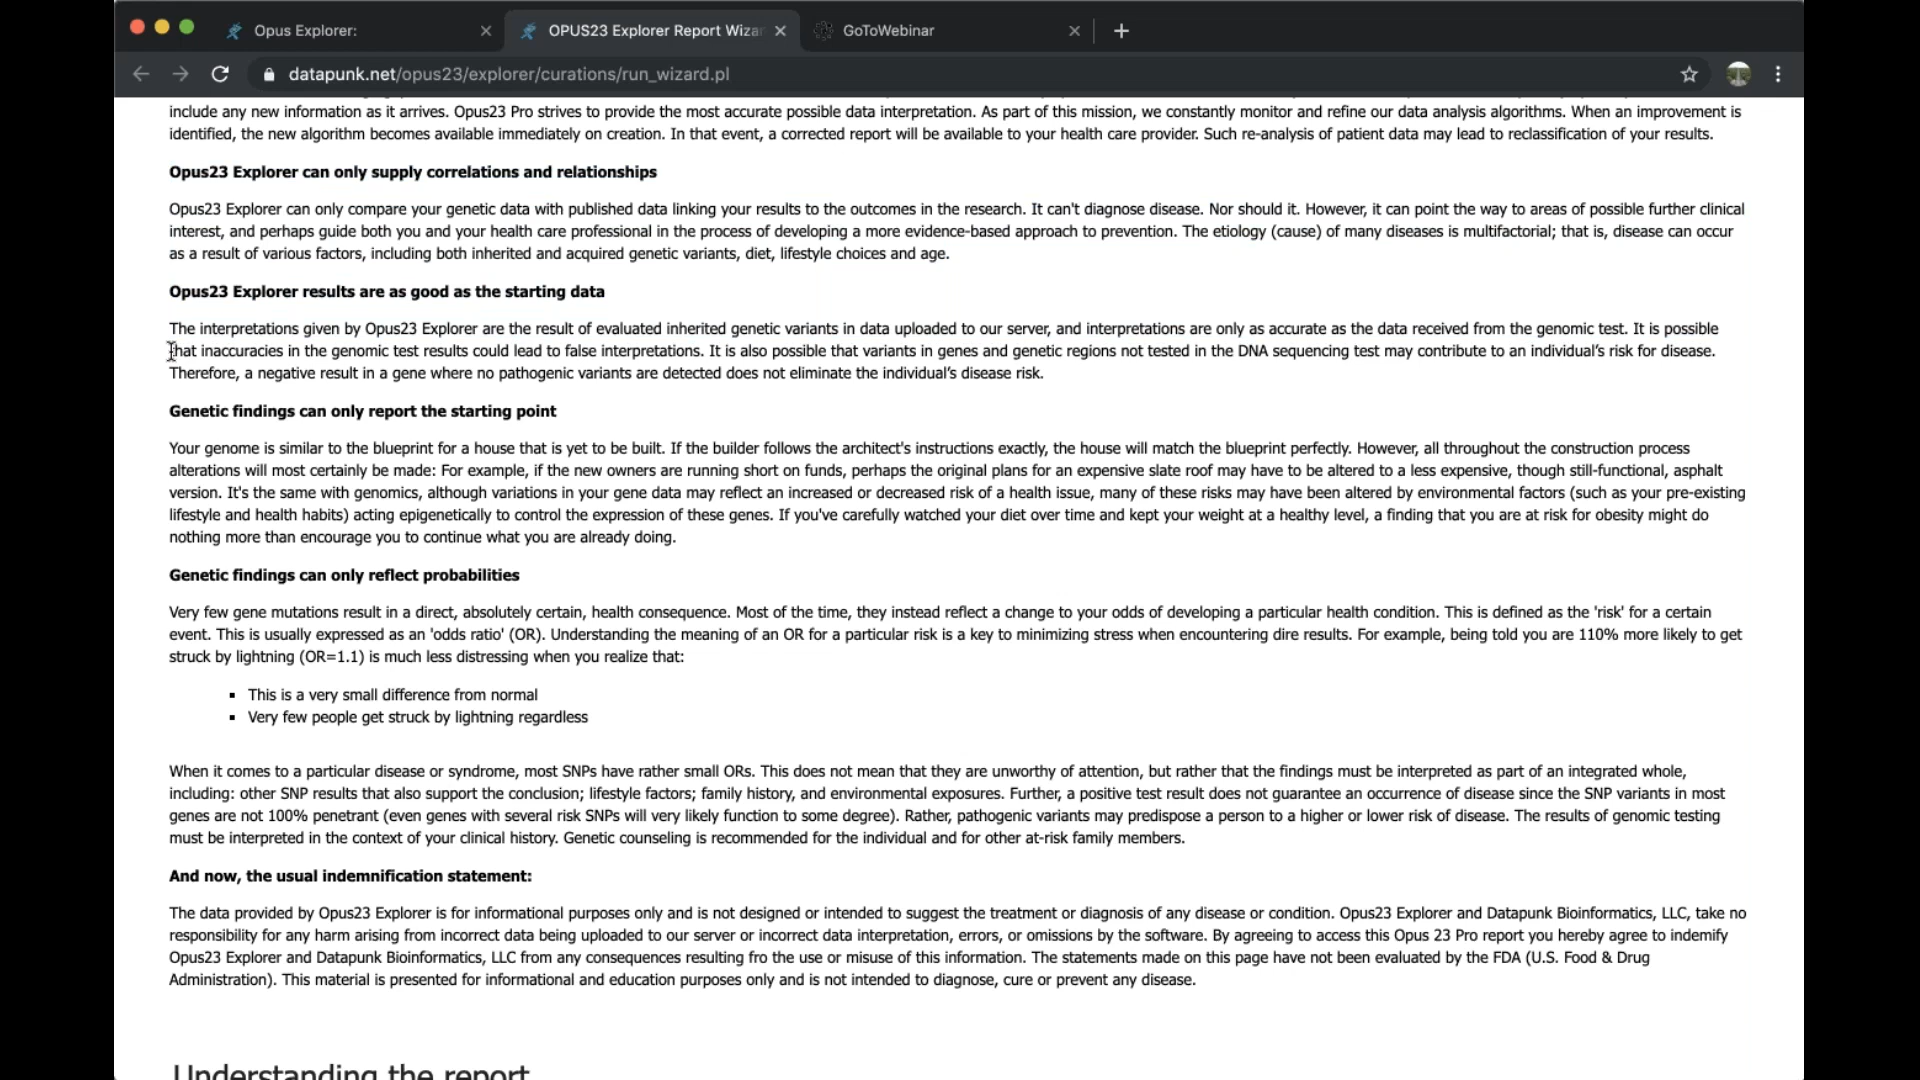 Opus Explorer:
OPUS23 Explorer Report Wizar
GoToWebinar
datapunk.net/opus23/explorer/curations/run_wizard.pl
include any new information as it arrives. Opus23 Pro strives to provide the most accurate possible data interpretation. As part of this mission, we constantly monitor and refine our data analysis algorithms. When an improvement is
identified, the new algorithm becomes available immediately on creation. In that event, a corrected report will be available to your health care provider. Such re-analysis of patient data may lead to reclassification of your results.
Opus23 Explorer can only supply correlations and relationships
Opus23 Explorer can only compare your genetic data with published data linking your results to the outcomes in the research. It can't diagnose disease. Nor should it. However, it can point the way to areas of possible further clinical
interest, and perhaps guide both you and your health care professional in the process of developing a more evidence-based approach to prevention. The etiology (cause) of many diseases is multifactorial; that is, disease can occur
as a result of various factors, including both inherited and acquired genetic variants, diet, lifestyle choices and age.
Opus23 Explorer results are as good as the starting data
The interpretations given by Opus23 Explorer are the result of evaluated inherited genetic variants in data uploaded to our server, and interpretations are only as accurate as the data received from the genomic test. It is possible
that inaccuracies in the genomic test results could lead to false interpretations. It is also possible that variants in genes and genetic regions not tested in the DNA sequencing test may contribute to an individual’s risk for disease.
Therefore, a negative result in a gene where no pathogenic variants are detected does not eliminate the individual’s disease risk.
Genetic findings can only report the starting point
Your genome is similar to the blueprint for a house that is yet to be built. If the builder follows the architect's instructions exactly, the house will match the blueprint perfectly. However, all throughout the construction process
alterations will most certainly be made: For example, if the new owners are running short on funds, perhaps the original plans for an expensive slate roof may have to be altered to a less expensive, though still-functional, asphalt
version. It's the same with genomics, although variations in your gene data may reflect an increased or decreased risk of a health issue, many of these risks may have been altered by environmental factors (such as your pre-existing
lifestyle and health habits) acting epigenetically to control the expression of these genes. If you've carefully watched your diet over time and kept your weight at a healthy level, a finding that you are at risk for obesity might do
nothing more than encourage you to continue what you are already doing.
Genetic findings can only reflect probabilities
Very few gene mutations result in a direct, absolutely certain, health consequence. Most of the time, they instead reflect a change to your odds of developing a particular health condition. This is defined as the 'risk' for a certain
event. This is usually expressed as an 'odds ratio' (OR). Understanding the meaning of an OR for a particular risk is a key to minimizing stress when encountering dire results. For example, being told you are 110% more likely to get
struck by lightning (OR=1.1) is much less distressing when you realize that:
▪ This is a very small difference from normal
▪ Very few people get struck by lightning regardless
When it comes to a particular disease or syndrome, most SNPs have rather small ORs. This does not mean that they are unworthy of attention, but rather that the findings must be interpreted as part of an integrated whole,
including: other SNP results that also support the conclusion; lifestyle factors; family history, and environmental exposures. Further, a positive test result does not guarantee an occurrence of disease since the SNP variants in most
genes are not 100% penetrant (even genes with several risk SNPs will very likely function to some degree). Rather, pathogenic variants may predispose a person to a higher or lower risk of disease. The results of genomic testing
must be interpreted in the context of your clinical history. Genetic counseling is recommended for the individual and for other at-risk family members.
And now, the usual indemnification statement:
The data provided by Opus23 Explorer is for informational purposes only and is not designed or intended to suggest the treatment or diagnosis of any disease or condition. Opus23 Explorer and Datapunk Bioinformatics, LLC, take no
responsibility for any harm arising from incorrect data being uploaded to our server or incorrect data interpretation, errors, or omissions by the software. By agreeing to access this Opus 23 Pro report you hereby agree to indemify
Opus23 Explorer and Datapunk Bioinformatics, LLC from any consequences resulting fro the use or misuse of this information. The statements made on this page have not been evaluated by the FDA (U.S. Food & Drug
Administration). This material is presented for informational and education purposes only and is not intended to diagnose, cure or prevent any disease.
Understanding the report